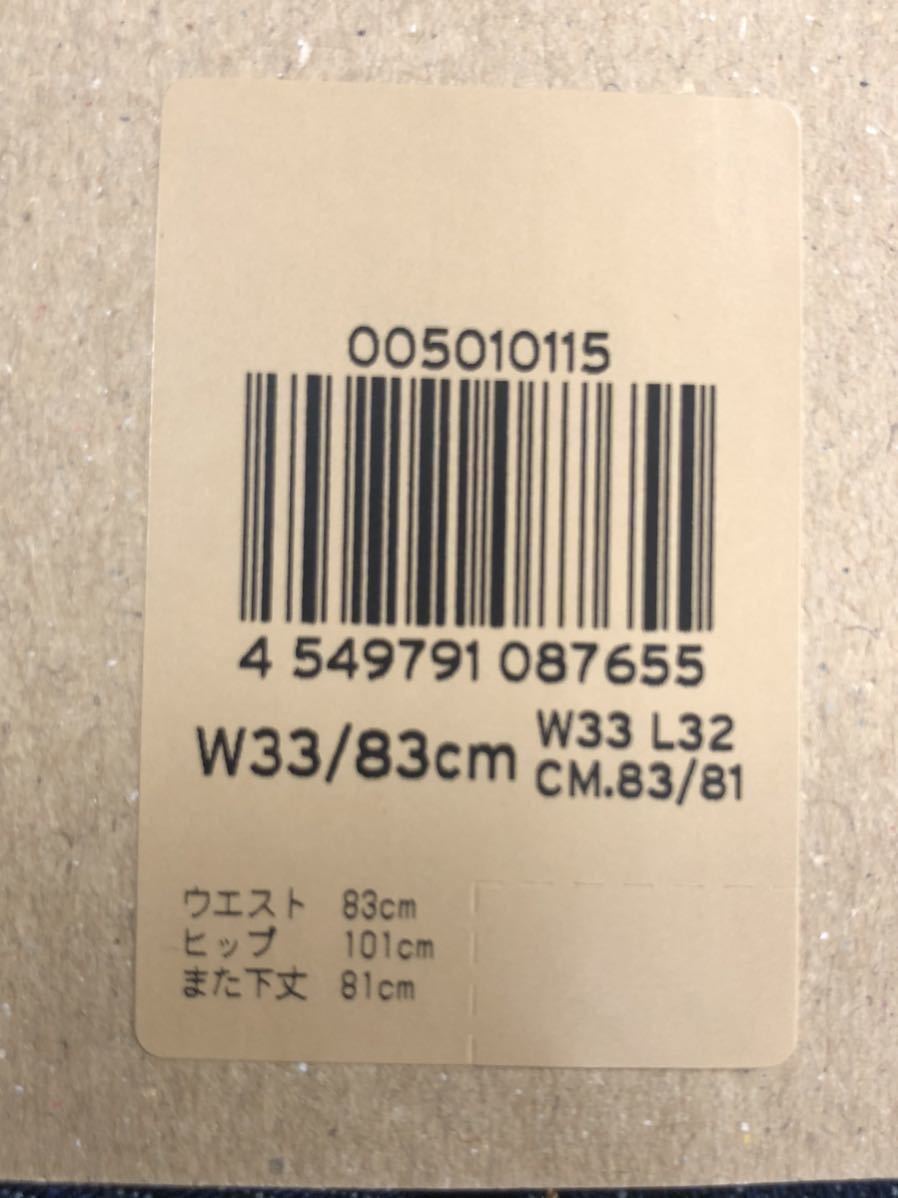 005010115
4 549791 087655
W33/83cm W33 L32
CM.83/81
ウエスト 83cm
ヒップ 101cm
また下丈 81cm